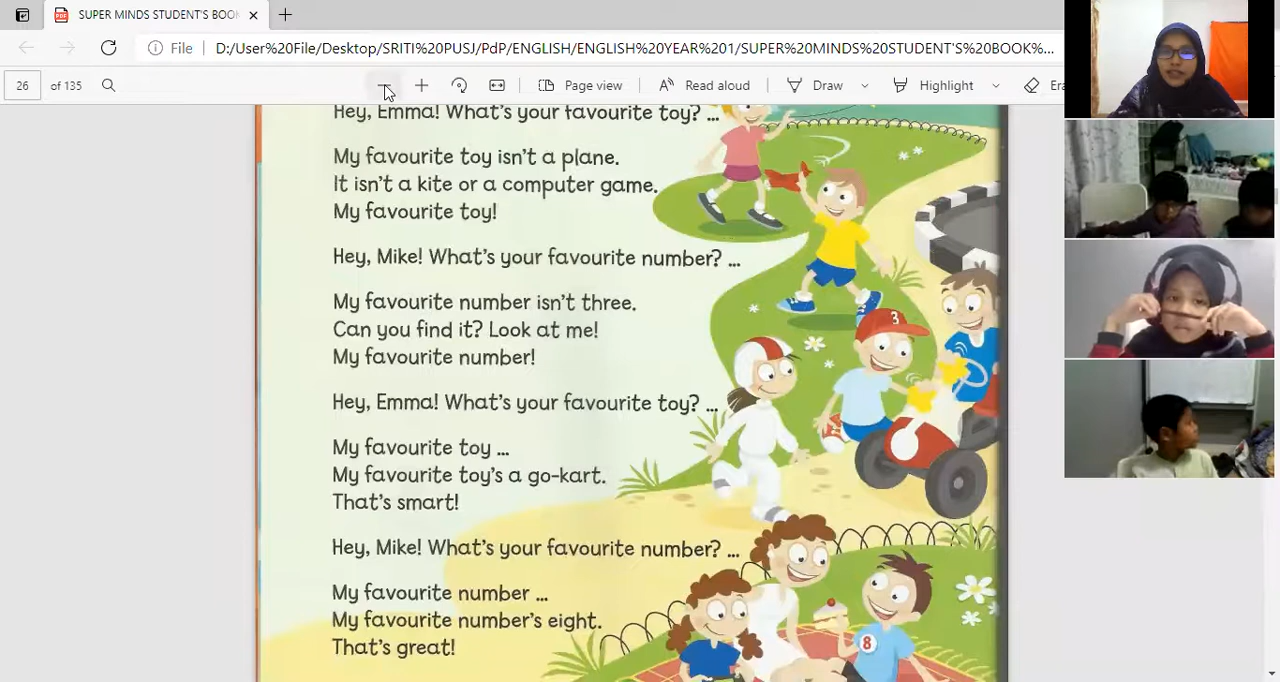 SUPER MINDS STUDENT'S BOOK
File D:/User%20File/Desktop/SRITI%20PUSJ/PdP/ENGLISH/ENGLISH%20YEAR%201/SUPER%20MINDS%20STUDENT'S%20BOOK%...
26 of 135 Page view Read aloud Draw Highlight Era
Hey, Emma! What's your favourite toy? ...
My favourite toy isn't a plane.
It isn't a kite or a computer game.
My favourite toy!
Hey, Mike! What's your favourite number? ...
My favourite number isn't three.
Can you find it? Look at me!
My favourite number!
Hey, Emma! What's your favourite toy? ...
My favourite toy ...
My favourite toy's a go-kart.
That's smart!
Hey, Mike! What's your favourite number? ...
My favourite number ...
My favourite number's eight.
That's great!
3
8